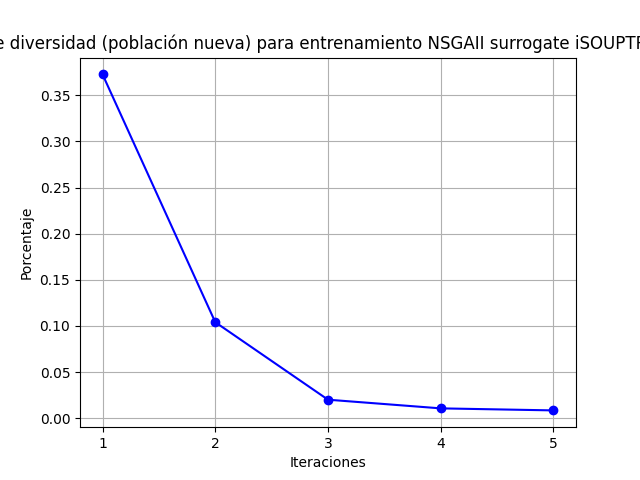 e diversidad (población nueva) para entrenamiento NSGAII surrogate iSOUPTR
0.35
0.30
0.25
0.20
0.15
0.10
0.05
0.00
Porcentaje
1 2 3 4 5
Iteraciones